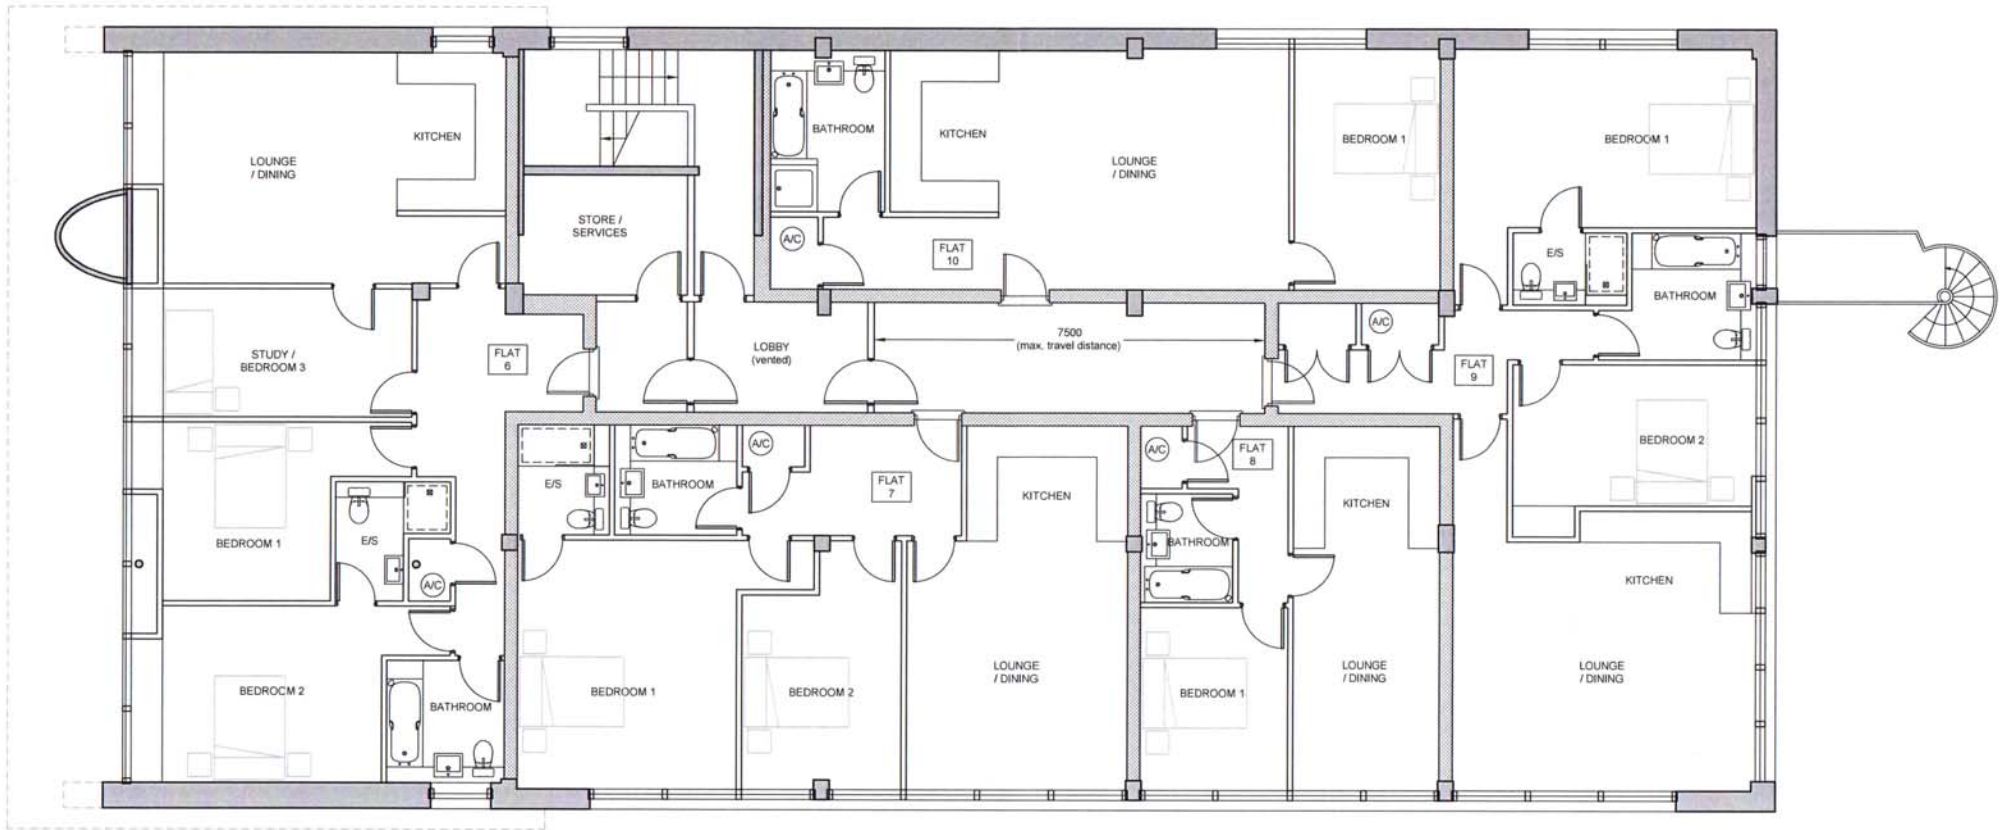 LOUNGE
/ DINING
KITCHEN
STORE /
SERVICES
BATHROOM
KITCHEN
LOUNGE
/ DINING
BEDROOM 1
BEDROOM 1
A/C
FLAT
10
E/S
BATHROOM
STUDY /
BEDROOM 3
FLAT
6
LOBBY
(vented)
7500
(max. travel distance)
A/C
FLAT
9
BEDROOM 1
E/S
A/C
E/S
BATHROOM
A/C
FLAT
7
KITCHEN
A/C
FLAT
8
BATHROOM
KITCHEN
BEDROOM 2
KITCHEN
BEDROOM 2
BATHROOM
BEDROOM 1
BEDROOM 2
LOUNGE
/ DINING
BEDROOM 1
LOUNGE
/ DINING
LOUNGE
/ DINING